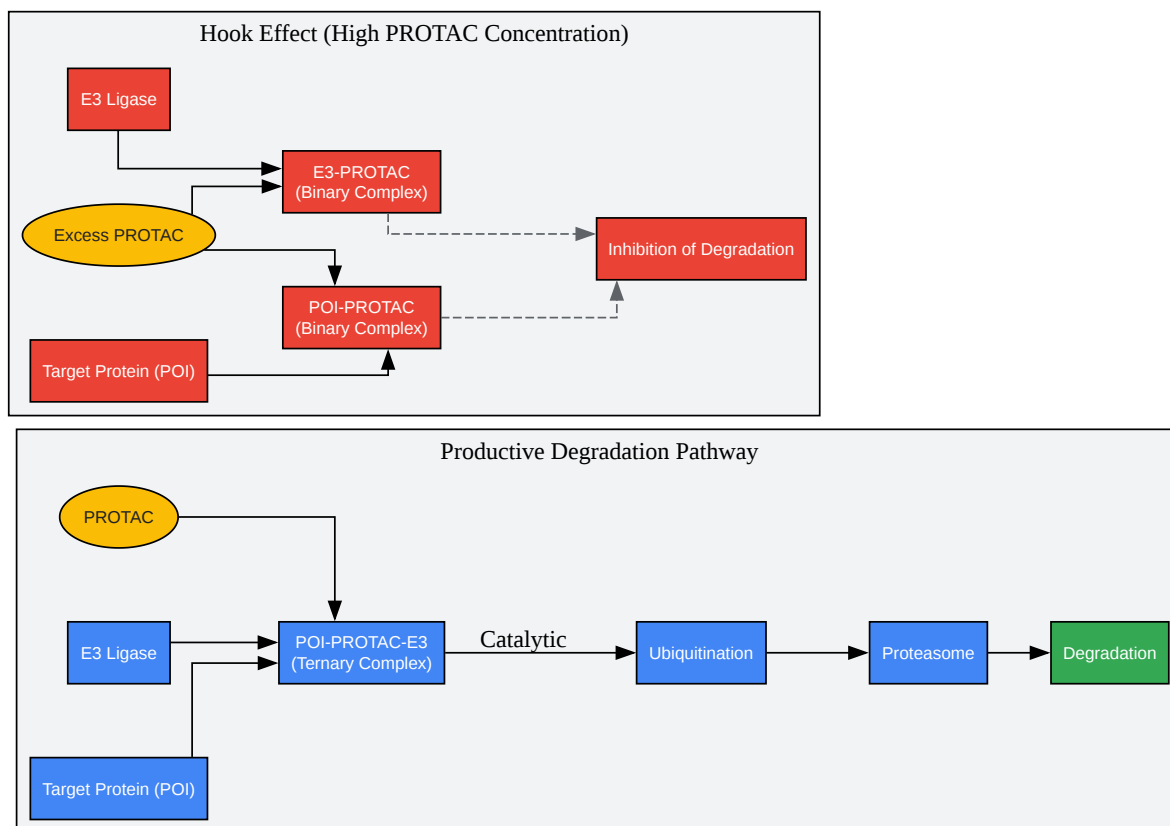 Hook Effect (High PROTAC Concentration)
E3 Ligase
E3-PROTAC
(Binary Complex)
Excess PROTAC
Inhibition of Degradation
POI-PROTAC
(Binary Complex)
Target Protein (POI)
Productive Degradation Pathway
PROTAC
E3 Ligase
POI-PROTAC-E3
(Ternary Complex)
Catalytic
Ubiquitination
Proteasome
Degradation
Target Protein (POI)